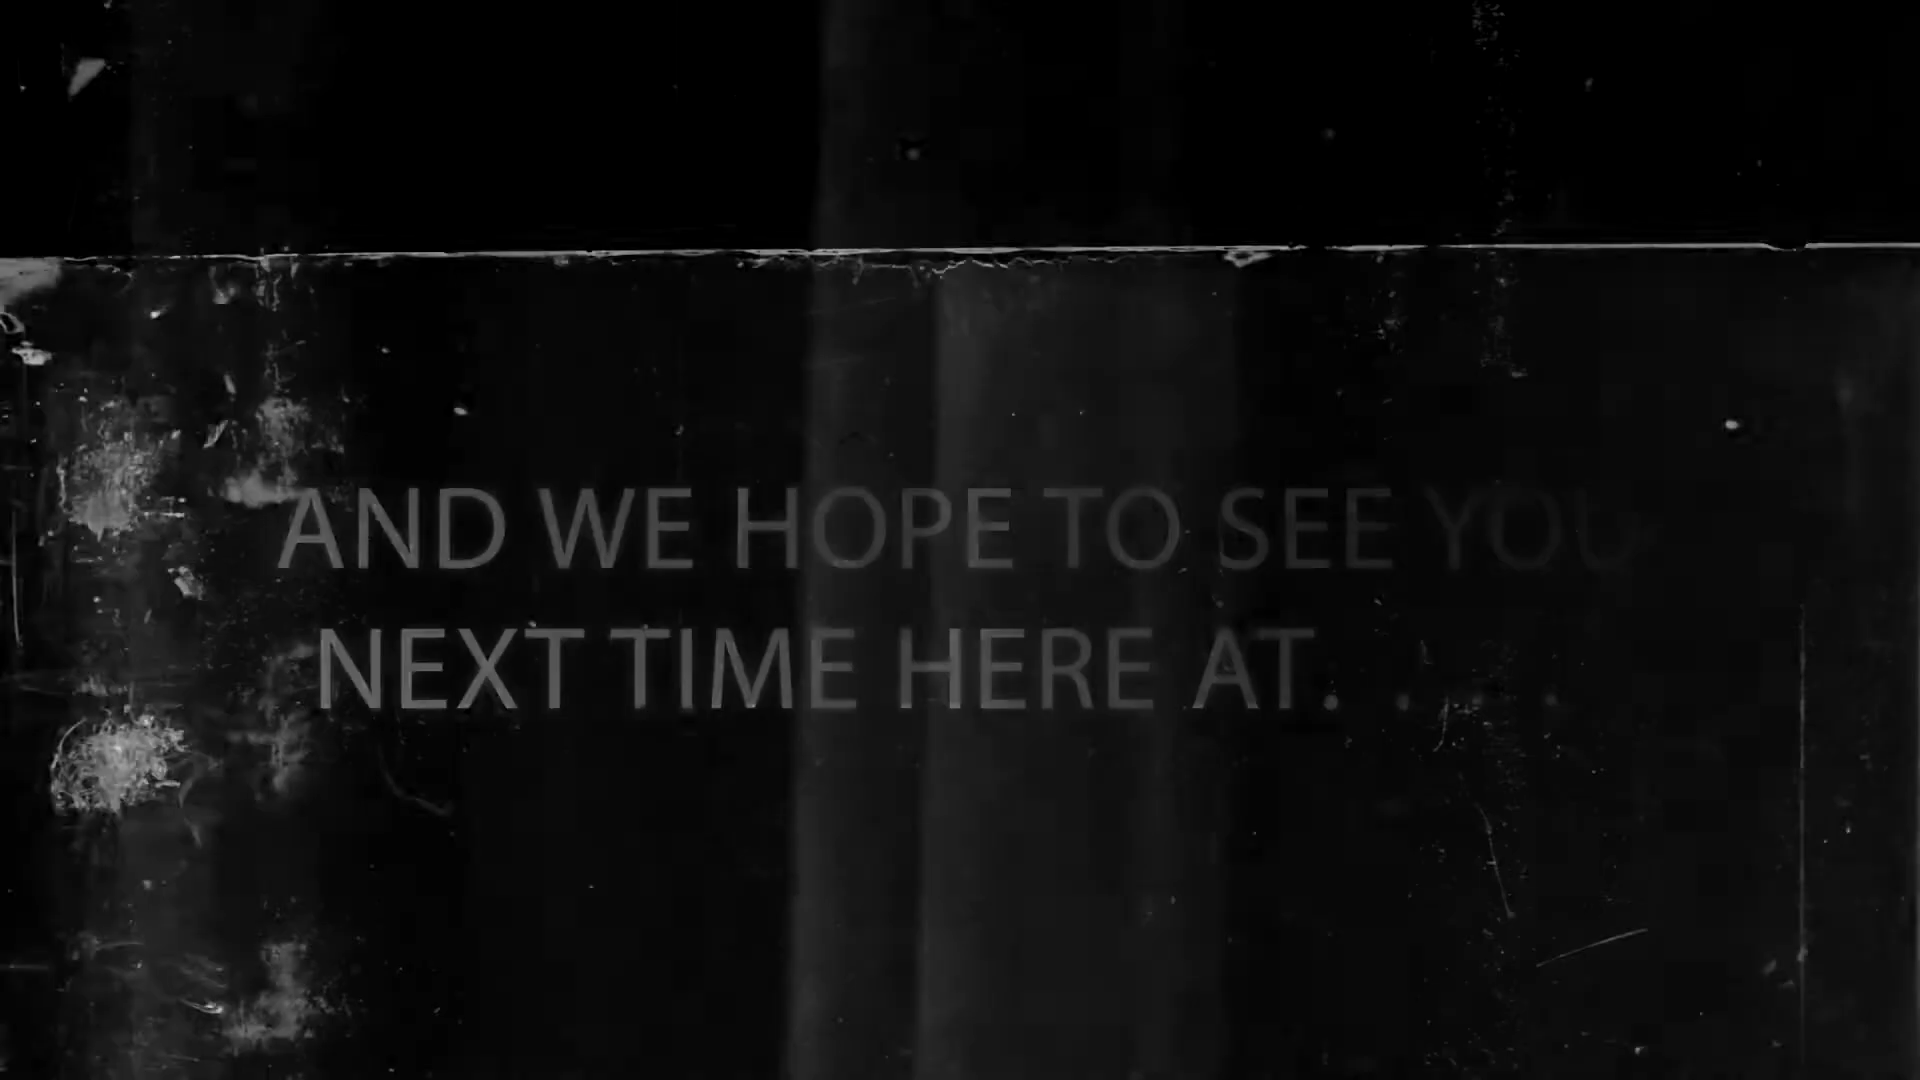 AND WE HOPE TO SEE YOU
NEXT TIME HERE AT. . . .